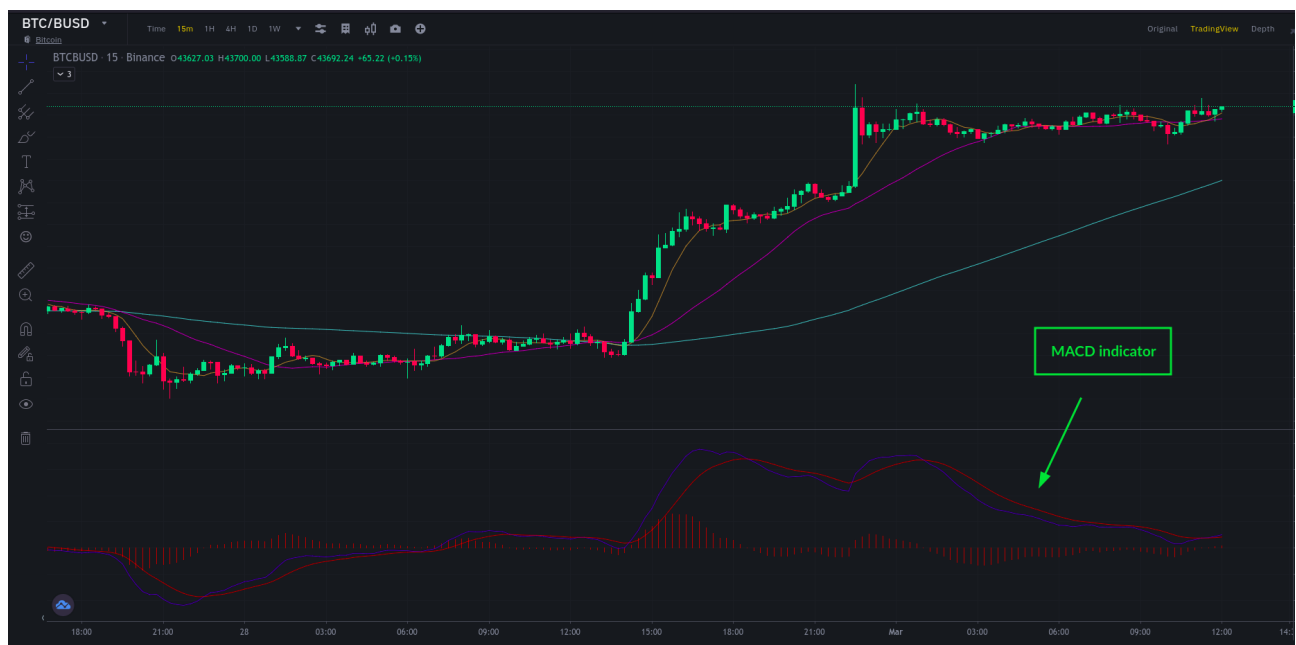 BTC/BUSD
Bitcoin
Time 15m 1H 4H 1D 1W
Original TradingView Depth
BTCBUSD · 15 · Binance O43627.03 H43700.00 L43588.87 C43692.24 +65.22 (+0.15%)
3
T
MACD indicator
18:00 21:00 28 03:00 06:00 09:00 12:00 15:00 18:00 21:00 Mar 03:00 06:00 09:00 12:00